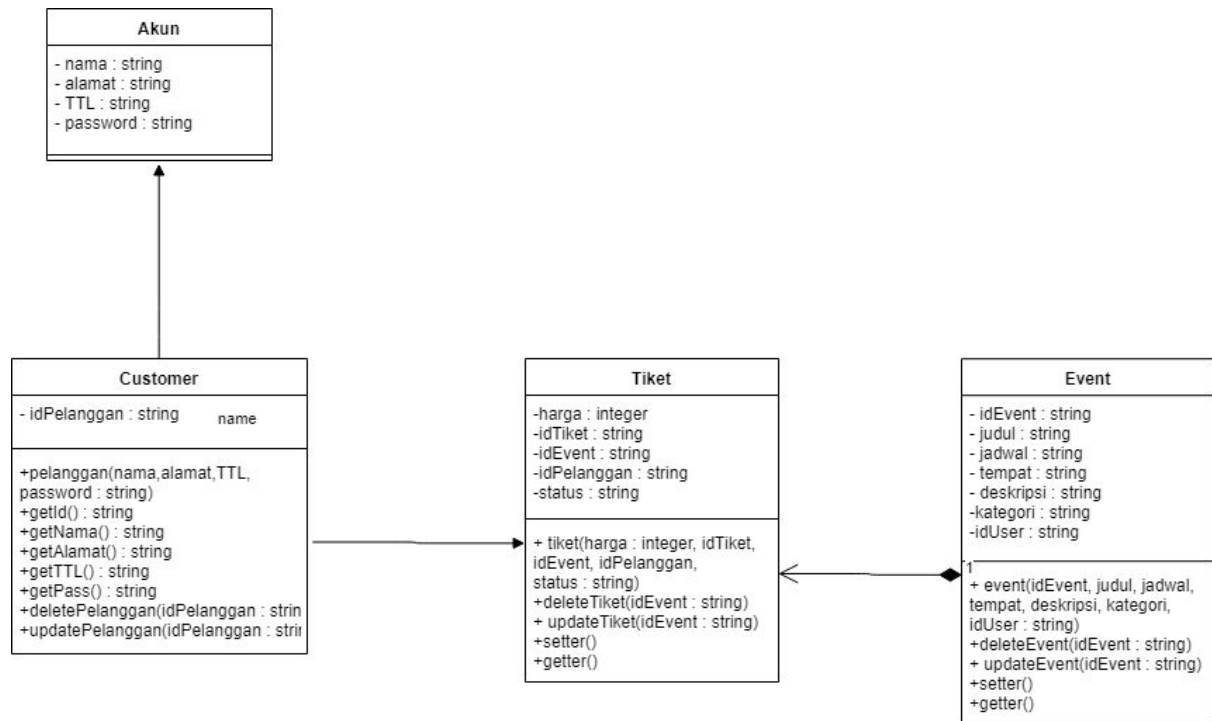 Akun
- nama : string
- alamat : string
- TTL : string
- password : string
Customer
- idPelanggan : string
name
+pelanggan(nama,alamat,TTL,
password : string)
+getId() : string
+getNama() : string
+getAlamat() : string
+getTTL() : string
+getPass() : string
+deletePelanggan(idPelanggan : strin
+updatePelanggan(idPelanggan : strin
Tiket
-harga : integer
-idTiket : string
-idEvent : string
-idPelanggan : string
-status : string
+ tiket(harga : integer, idTiket,
idEvent, idPelanggan,
status : string)
+deleteTiket(idEvent : string)
+ updateTiket(idEvent : string)
+setter()
+getter()
Event
- idEvent : string
- judul : string
- jadwal : string
- tempat : string
- deskripsi : string
-kategori : string
-idUser : string
1
+ event(idEvent, judul, jadwal,
tempat, deskripsi, kategori,
idUser : string)
+deleteEvent(idEvent : string)
+ updateEvent(idEvent : string)
+setter()
+getter()